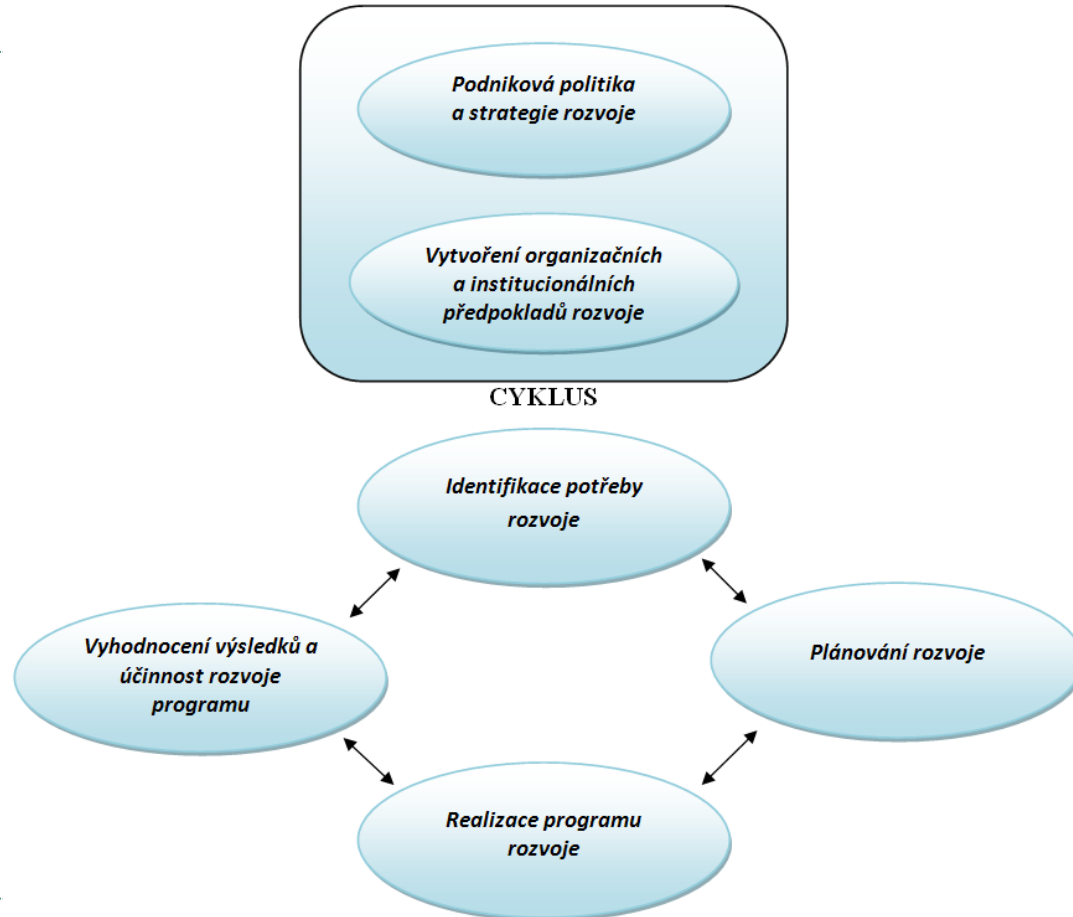 Podniková politika
a strategie rozvoje
Vytvoření organizačních
a institucionálních
předpokladů rozvoje
CYKLUS
Identifikace potřeby
rozvoje
Vyhodnocení výsledků a
účinnost rozvoje
programu
Plánování rozvoje
Realizace programu
rozvoje